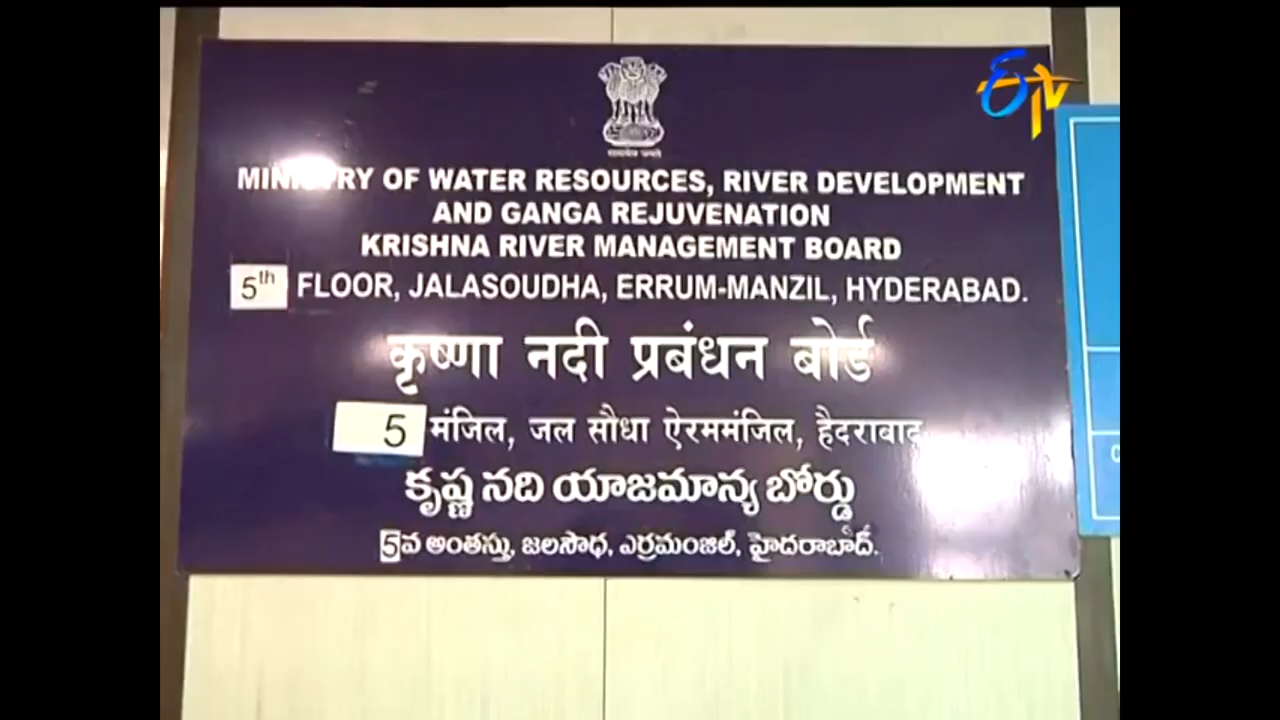 ETV
MINISTRY OF WATER RESOURCES, RIVER DEVELOPMENT
AND GANGA REJUVENATION
KRISHNA RIVER MANAGEMENT BOARD
5th FLOOR, JALASOUDHA, ERRUM-MANZIL, HYDERABAD.
कृष्णा नदी प्रबंधन बोर्ड
5 मंजिल, जल सौधा ऐरममंजिल, हैदराबाद
కృష్ణ నది యాజమాన్య బోర్డు
5వ అంతస్తు, జలసౌధ, ఎర్రమంజిల్, హైదరాబాద్.